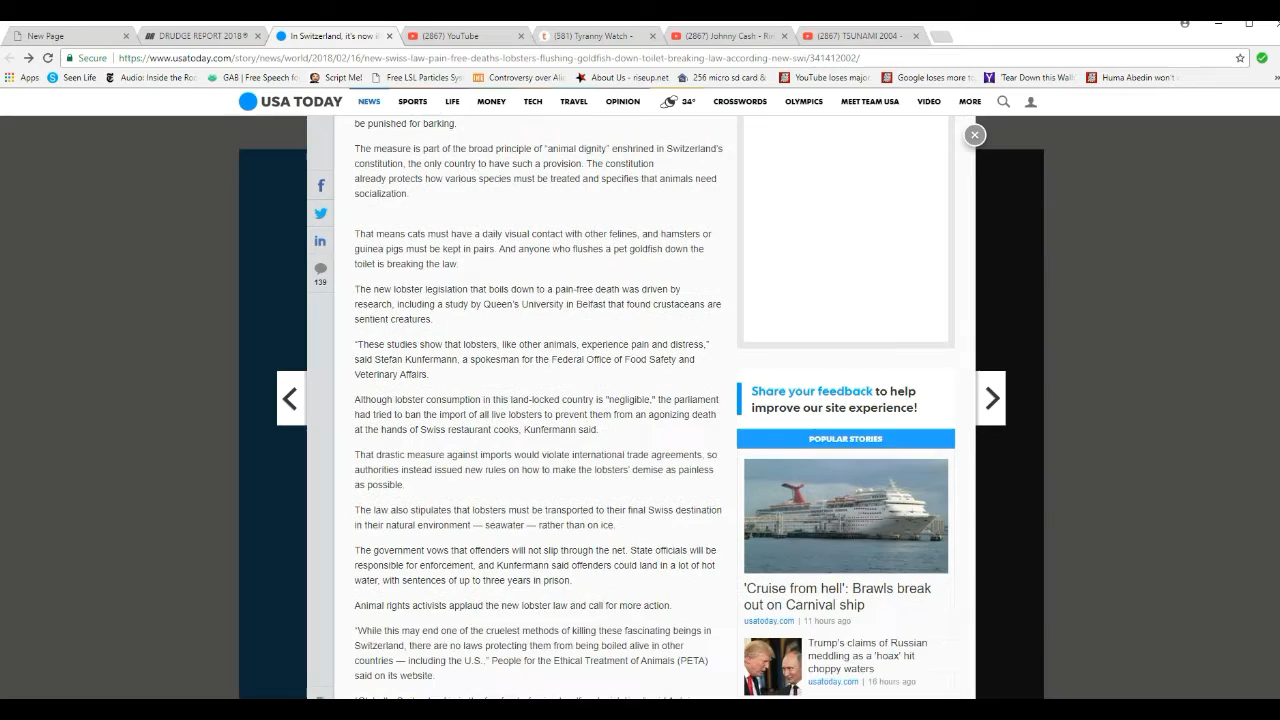 New Page
DRUDGE REPORT 2018®
In Switzerland, it's now i
(2867) YouTube
(581) Tyranny Watch -
(2867) Johnny Cash - Rin
(2867) TSUNAMI 2004 -
Secure
https://www.usatoday.com/story/news/world/2018/02/16/new-swiss-law-pain-free-deaths-lobsters-flushing-goldfish-down-toilet-breaking-law-according-new-swi/341412002/
Seen Life
Audio: Inside the Ro
GAB | Free Speech fo
Script Me!
Free LSL Particle Sys
Controversy over Alie
About Us - riseup.net
256 micro sd card &
YouTube loses major
Google loses more to
Tear Down this Wall
Huma Abedin won't
USA TODAY
NEWS
SPORTS
LIFE
MONEY
TECH
TRAVEL
OPINION
34°
CROSSWORDS
OLYMPICS
MEET TEAM USA
VIDEO
MORE
be punished for barking.
The measure is part of the broad principle of "animal dignity" enshrined in Switzerland's
constitution, the only country to have such a provision. The constitution
already protects how various species must be treated and specifies that animals need
socialization.
That means cats must have a daily visual contact with other felines, and hamsters or
guinea pigs must be kept in pairs. And anyone who flushes a pet goldfish down the
toilet is breaking the law.
139
The new lobster legislation that boils down to a pain-free death was driven by
research, including a study by Queen's University in Belfast that found crustaceans are
sentient creatures.
"These studies show that lobsters, like other animals, experience pain and distress,"
said Stefan Kunfermann, a spokesman for the Federal Office of Food Safety and
Veterinary Affairs.
Although lobster consumption in this land-locked country is "negligible," the parliament
had tried to ban the import of all live lobsters to prevent them from an agonizing death
at the hands of Swiss restaurant cooks, Kunfermann said.
That drastic measure against imports would violate international trade agreements, so
authorities instead issued new rules on how to make the lobsters' demise as painless
as possible.
The law also stipulates that lobsters must be transported to their final Swiss destination
in their natural environment — seawater — rather than on ice.
The government vows that offenders will not slip through the net. State officials will be
responsible for enforcement, and Kunfermann said offenders could land in a lot of hot
water, with sentences of up to three years in prison.
Animal rights activists applaud the new lobster law and call for more action.
"While this may end one of the cruelest methods of killing these fascinating beings in
Switzerland, there are no laws protecting them from being boiled alive in other
countries — including the U.S.," People for the Ethical Treatment of Animals (PETA)
said on its website.
Share your feedback to help
improve our site experience!
POPULAR STORIES
'Cruise from hell': Brawls break
out on Carnival ship
usatoday.com | 11 hours ago
Trump's claims of Russian
meddling as a 'hoax' hit
choppy waters
usatoday.com | 16 hours ago